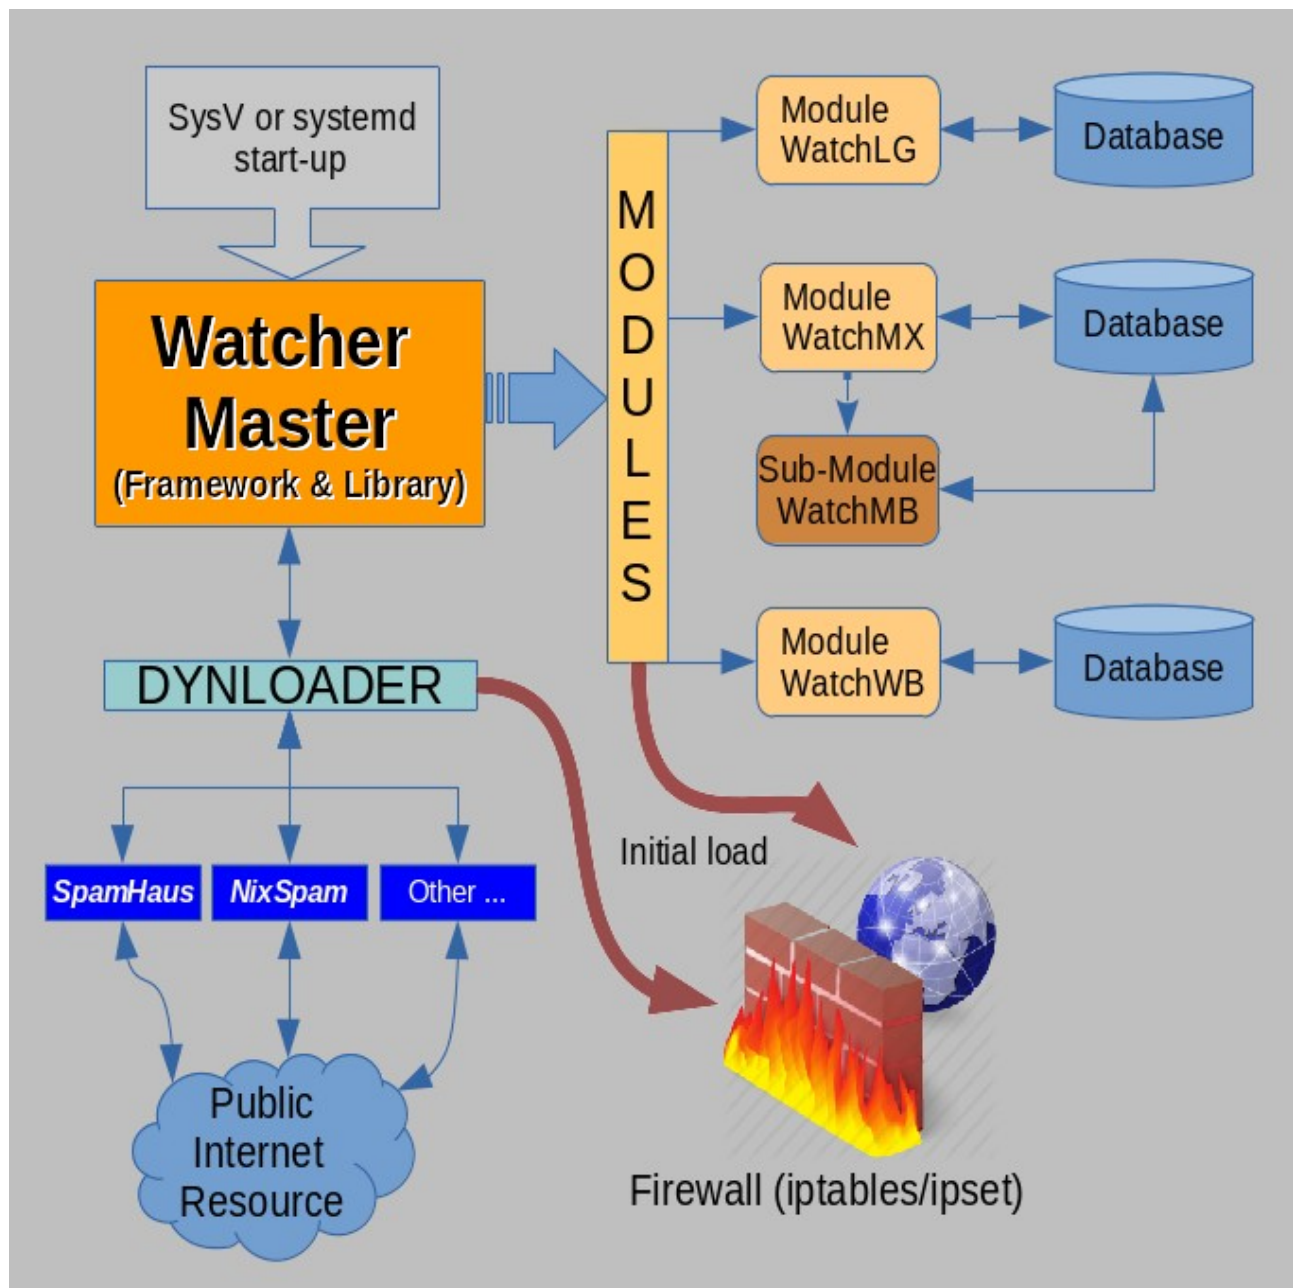 SysV or systemd
start-up
Watcher
Master
(Framework & Library)
MODULES
Module
WatchLG
Database
Module
WatchMX
Database
Sub-Module
WatchMB
Module
WatchWB
Database
DYNLOADER
SpamHaus
NixSpam
Other ...
Public
Internet
Resource
Initial load
Firewall (iptables/ipset)